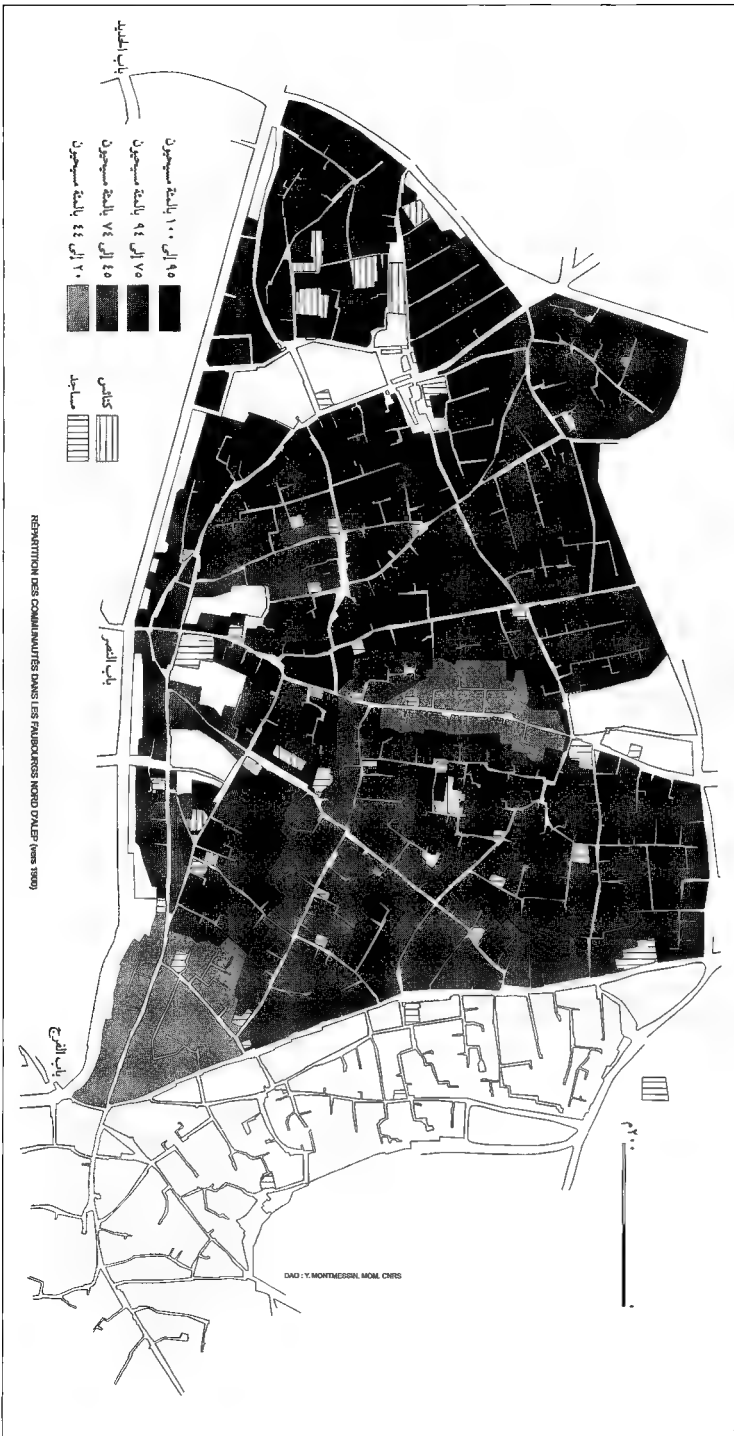 RÉPARTITION DES COMMUNAUTÉS DANS LES FAUBOURGS NORD D'ALEP (vers 1900)
٩٥ إلى ١٠٠ بالمئة مسيحيون
٧٥ إلى ٩٤ بالمئة مسيحيون
٤٥ إلى ٧٤ بالمئة مسيحيون
٢٠ إلى ٤٤ بالمئة مسيحيون
كنائس
مساجد
باب الحديد
باب النصر
باب الفرج
٢٠٠ م
٠
DAO : Y. MONTMESSIN, MOM, CNRS